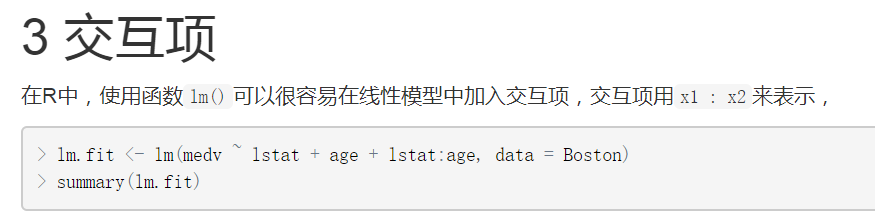 3 交互项
在R中，使用函数 lm() 可以很容易在线性模型中加入交互项，交互项用 x1 : x2 来表示，
> lm.fit <- lm(medv ~ lstat + age + lstat:age, data = Boston)
> summary(lm.fit)